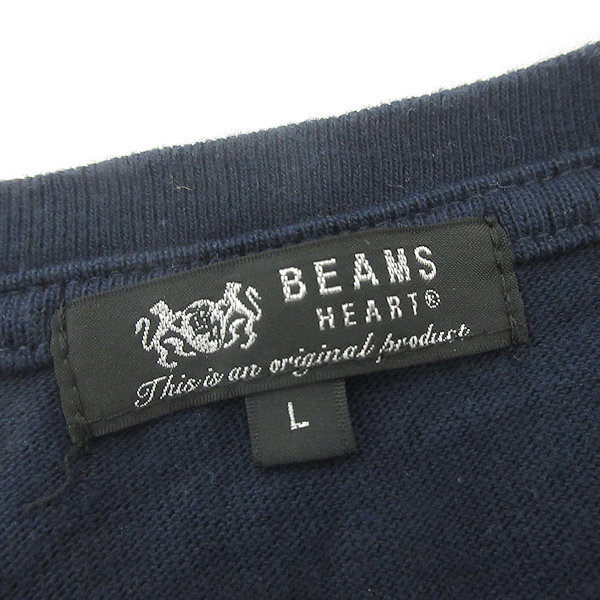 BEAMS
HEART®
This is an original product
L